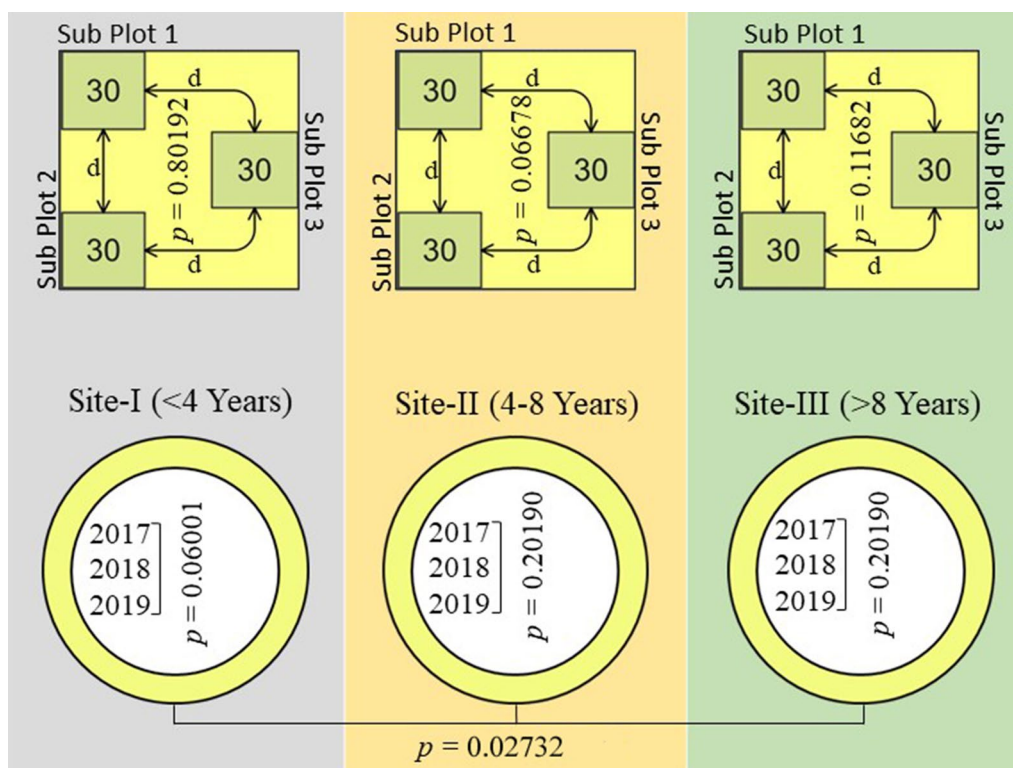 Sub Plot 1
30
d
Sub Plot 2
d
p = 0.80192
30
Sub Plot 3
30
d
Sub Plot 1
30
d
Sub Plot 2
d
p = 0.06678
30
Sub Plot 3
30
d
Sub Plot 1
30
d
Sub Plot 2
d
p = 0.11682
30
Sub Plot 3
30
d
Site-I (<4 Years)
2017
2018
2019
p = 0.06001
Site-II (4-8 Years)
2017
2018
2019
p = 0.20190
Site-III (>8 Years)
2017
2018
2019
p = 0.20190
p = 0.02732